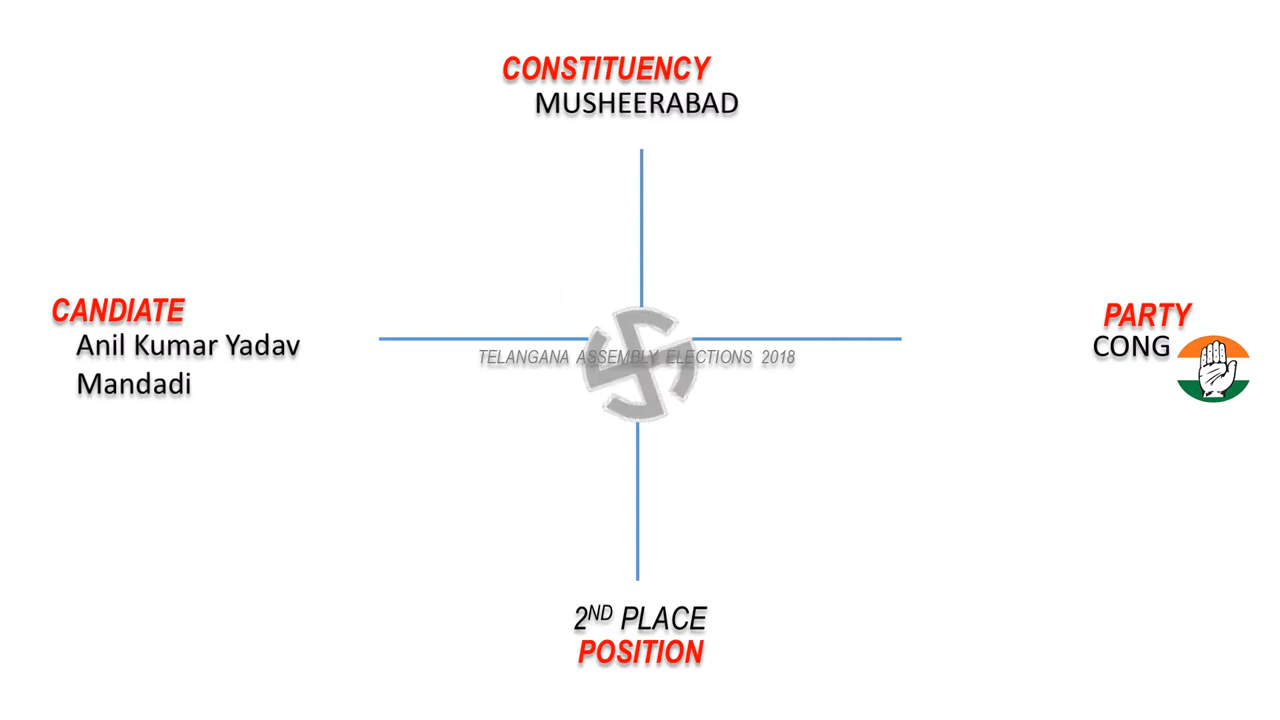 CONSTITUENCY
MUSHEERABAD
CANDIATE
Anil Kumar Yadav
Mandadi
PARTY
CONG
TELANGANA ASSEMBLY ELECTIONS 2018
2ND PLACE
POSITION